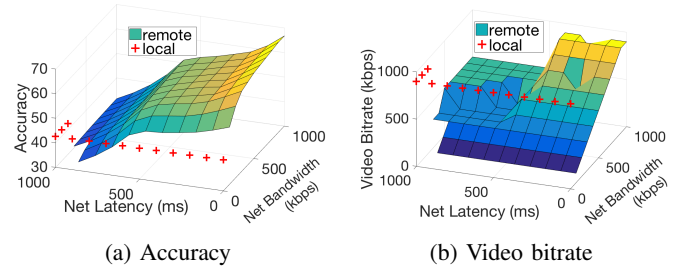 remote
local
Accuracy
70
60
50
40
30
1000
500
0
Net Latency (ms)
0
500
1000
Net Bandwidth
(kbps)
(a) Accuracy
remote
local
Video Bitrate (kbps)
1000
500
0
1000
500
0
Net Latency (ms)
0
500
1000
Net Bandwidth
(kbps)
(b) Video bitrate